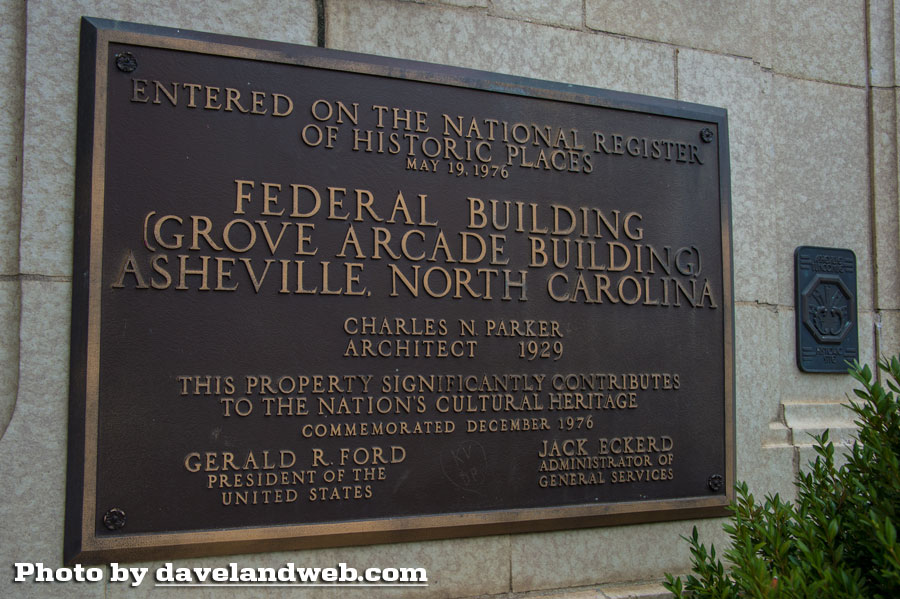 ENTERED ON THE NATIONAL REGISTER
OF HISTORIC PLACES
MAY 19, 1976
FEDERAL BUILDING
(GROVE ARCADE BUILDING)
ASHEVILLE, NORTH CAROLINA
CHARLES N. PARKER
ARCHITECT 1929
THIS PROPERTY SIGNIFICANTLY CONTRIBUTES
TO THE NATION'S CULTURAL HERITAGE
COMMEMORATED DECEMBER 1976
GERALD R. FORD
PRESIDENT OF THE
UNITED STATES
JACK ECKERD
ADMINISTRATOR OF
GENERAL SERVICES
Photo by davelandweb.com